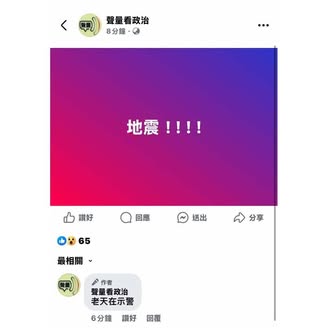 聲量看政治
8分鐘
地震！！！！
讚好
回應
送出
分享
65
最相關
作者
聲量看政治
老天在示警
6分鐘 讚好 回覆